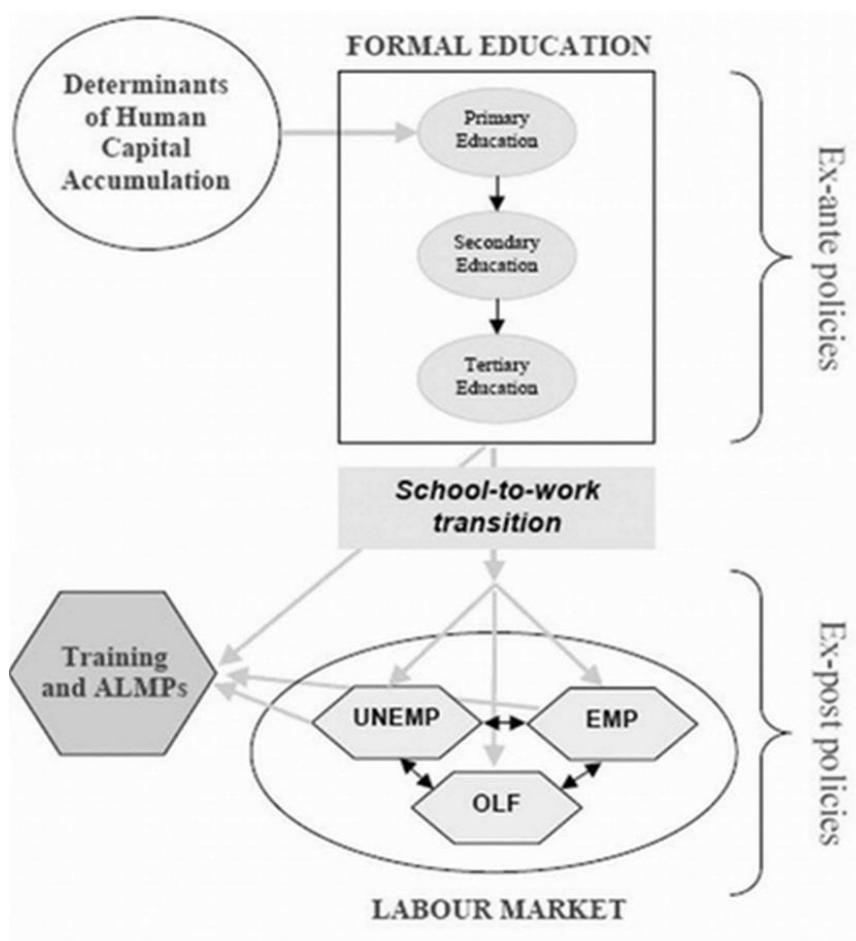 FORMAL EDUCATION
Determinants
of Human
Capital
Accumulation
Primary
Education
Secondary
Education
Tertiary
Education
Ex-ante policies
School-to-work
transition
Training
and ALMPs
UNEMP
EMP
OLF
Ex-post policies
LABOUR MARKET